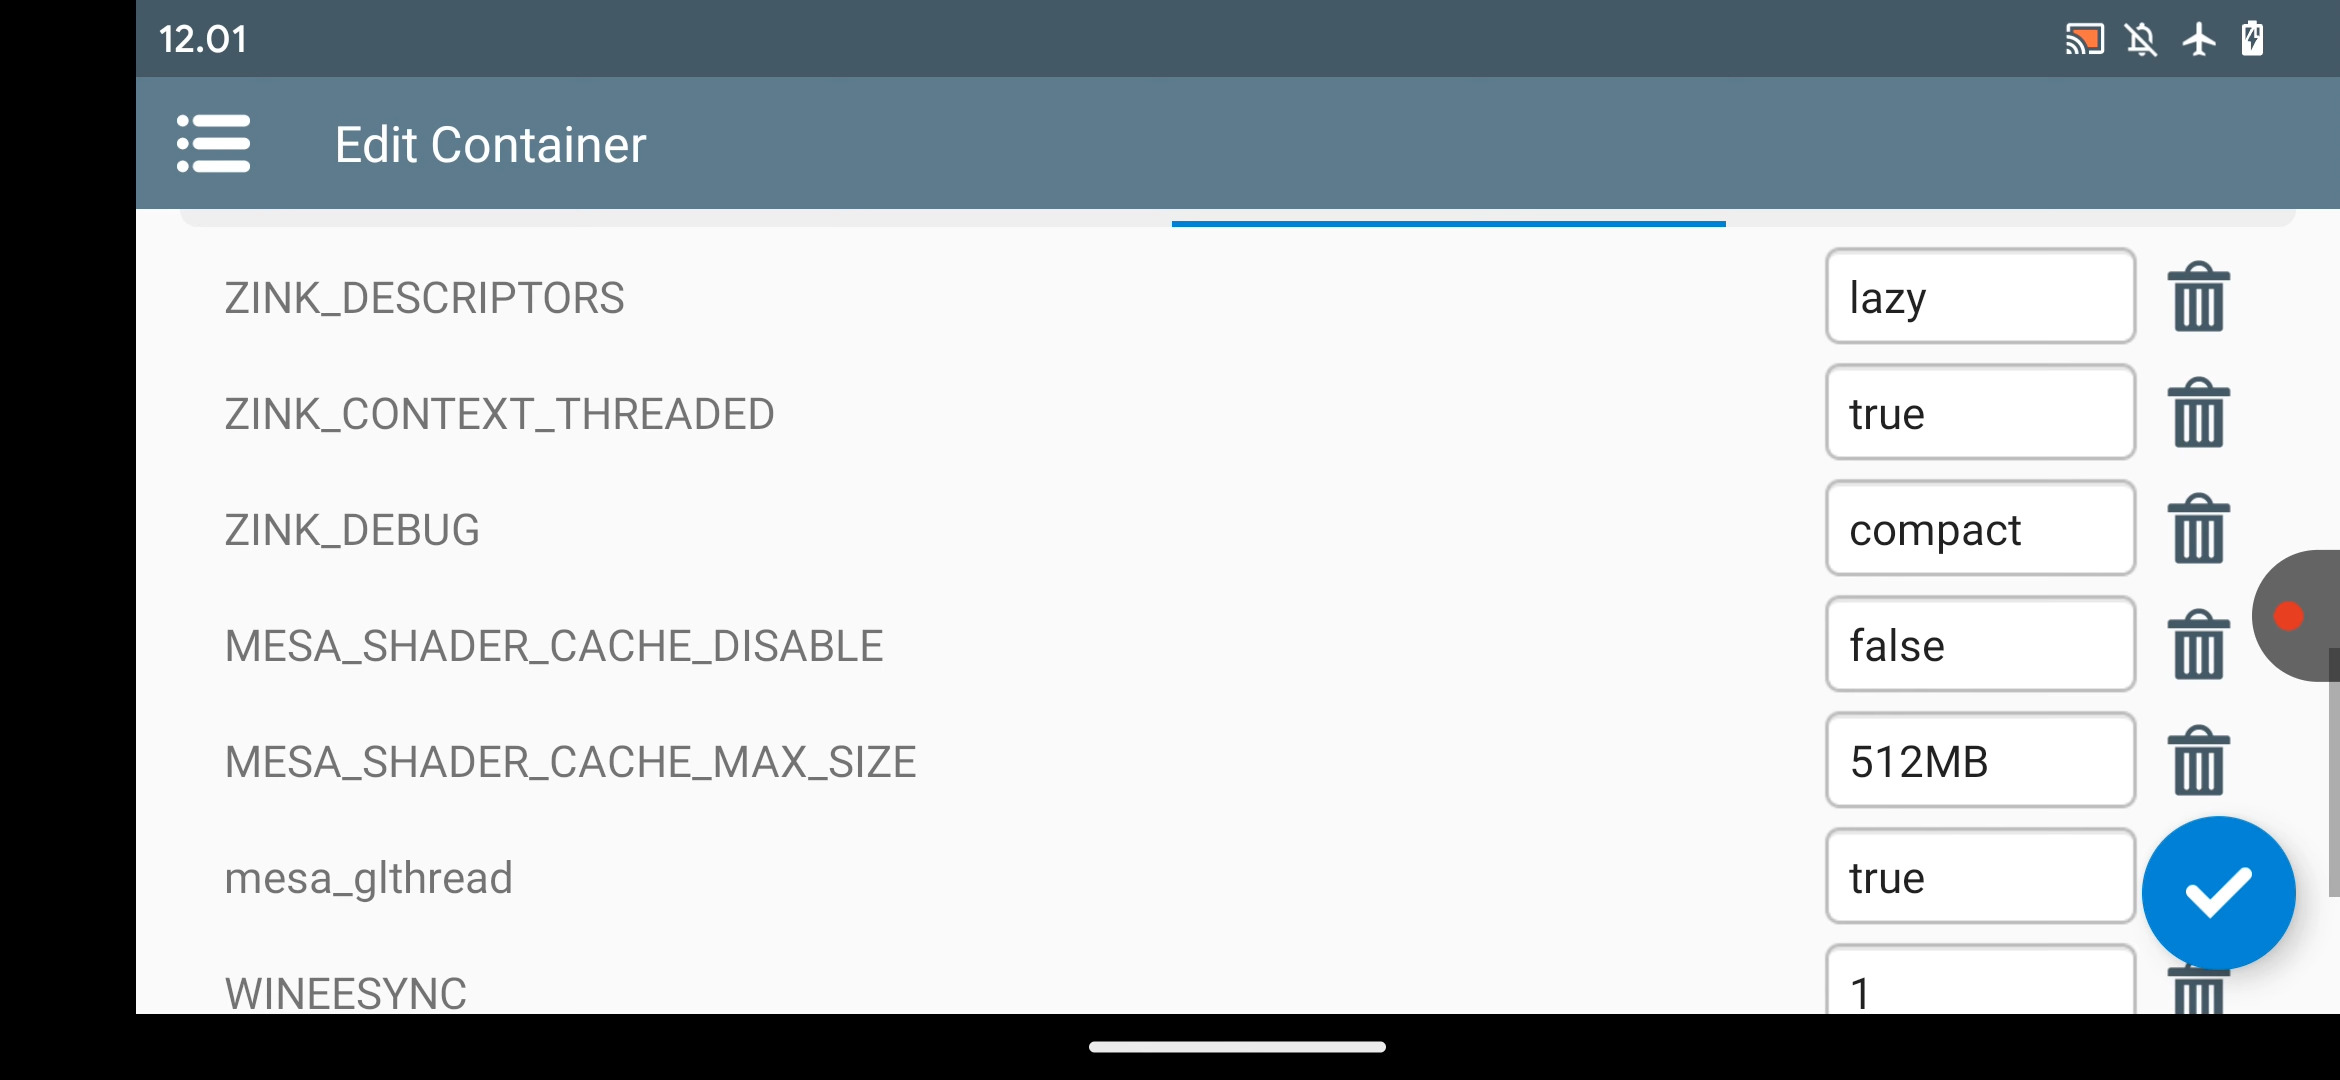 12.01
Edit Container
ZINK_DESCRIPTORS lazy
ZINK_CONTEXT_THREADED true
ZINK_DEBUG compact
MESA_SHADER_CACHE_DISABLE false
MESA_SHADER_CACHE_MAX_SIZE 512MB
mesa_glthread true
WINEESYNC 1